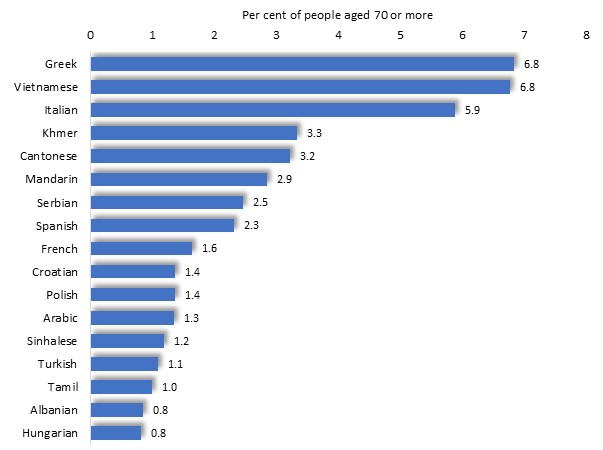 Per cent of people aged 70 or more
0 1 2 3 4 5 6 7 8
Greek 6.8
Vietnamese 6.8
Italian 5.9
Khmer 3.3
Cantonese 3.2
Mandarin 2.9
Serbian 2.5
Spanish 2.3
French 1.6
Croatian 1.4
Polish 1.4
Arabic 1.3
Sinhalese 1.2
Turkish 1.1
Tamil 1.0
Albanian 0.8
Hungarian 0.8